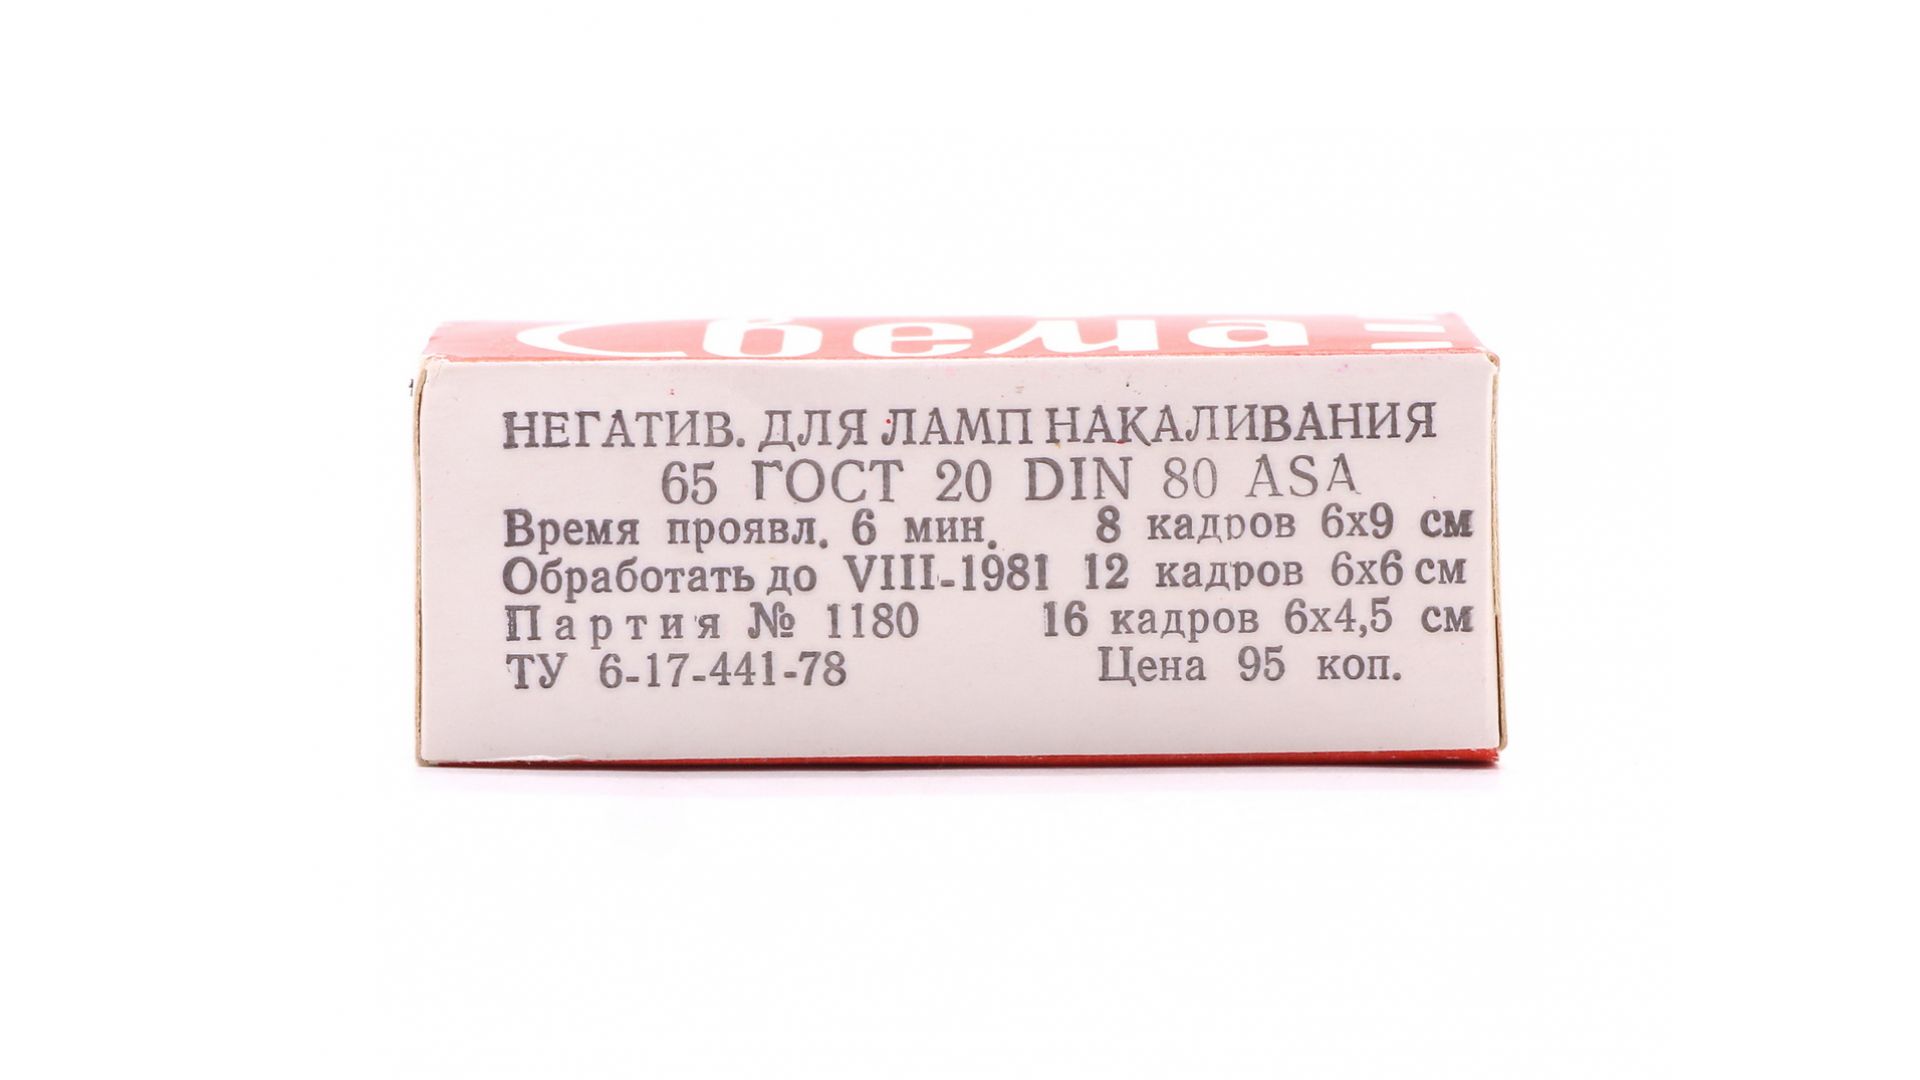 Свема
НЕГАТИВ. ДЛЯ ЛАМП НАКАЛИВАНИЯ
65 ГОСТ 20 DIN 80 ASA
Время проявл. 6 мин. 8 кадров 6х9 см
Обработать до VIII-1981 12 кадров 6х6 см
Партия № 1180 16 кадров 6х4,5 см
ТУ 6-17-441-78 Цена 95 коп.